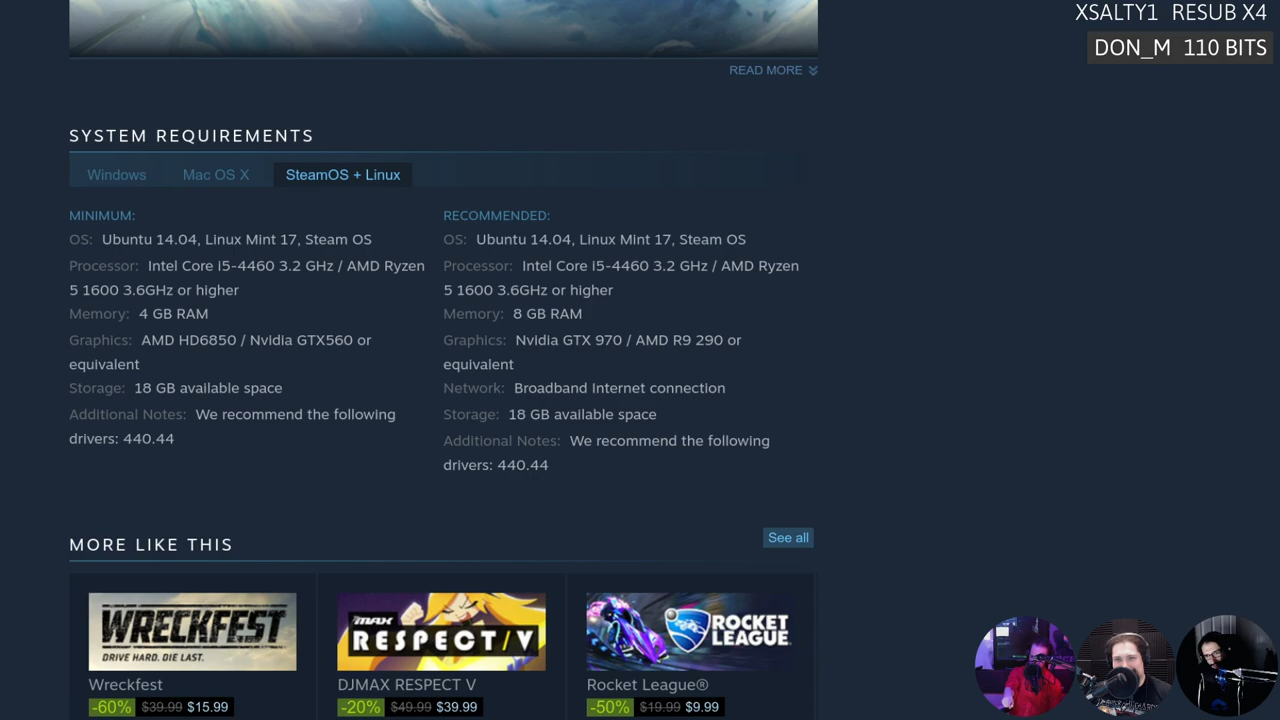 XSALTY1 RESUB X4
DON_M 110 BITS
READ MORE
SYSTEM REQUIREMENTS
Windows Mac OS X SteamOS + Linux
MINIMUM:
OS: Ubuntu 14.04, Linux Mint 17, Steam OS
Processor: Intel Core i5-4460 3.2 GHz / AMD Ryzen
5 1600 3.6GHz or higher
Memory: 4 GB RAM
Graphics: AMD HD6850 / Nvidia GTX560 or
equivalent
Storage: 18 GB available space
Additional Notes: We recommend the following
drivers: 440.44
RECOMMENDED:
OS: Ubuntu 14.04, Linux Mint 17, Steam OS
Processor: Intel Core i5-4460 3.2 GHz / AMD Ryzen
5 1600 3.6GHz or higher
Memory: 8 GB RAM
Graphics: Nvidia GTX 970 / AMD R9 290 or
equivalent
Network: Broadband Internet connection
Storage: 18 GB available space
Additional Notes: We recommend the following
drivers: 440.44
MORE LIKE THIS
See all
WRECKFEST
DRIVE HARD. DIE LAST.
Wreckfest
-60% $39.99 $15.99
DJMAX
RESPECT/V
DJMAX RESPECT V
-20% $49.99 $39.99
ROCKET
LEAGUE
Rocket League®
-50% $19.99 $9.99